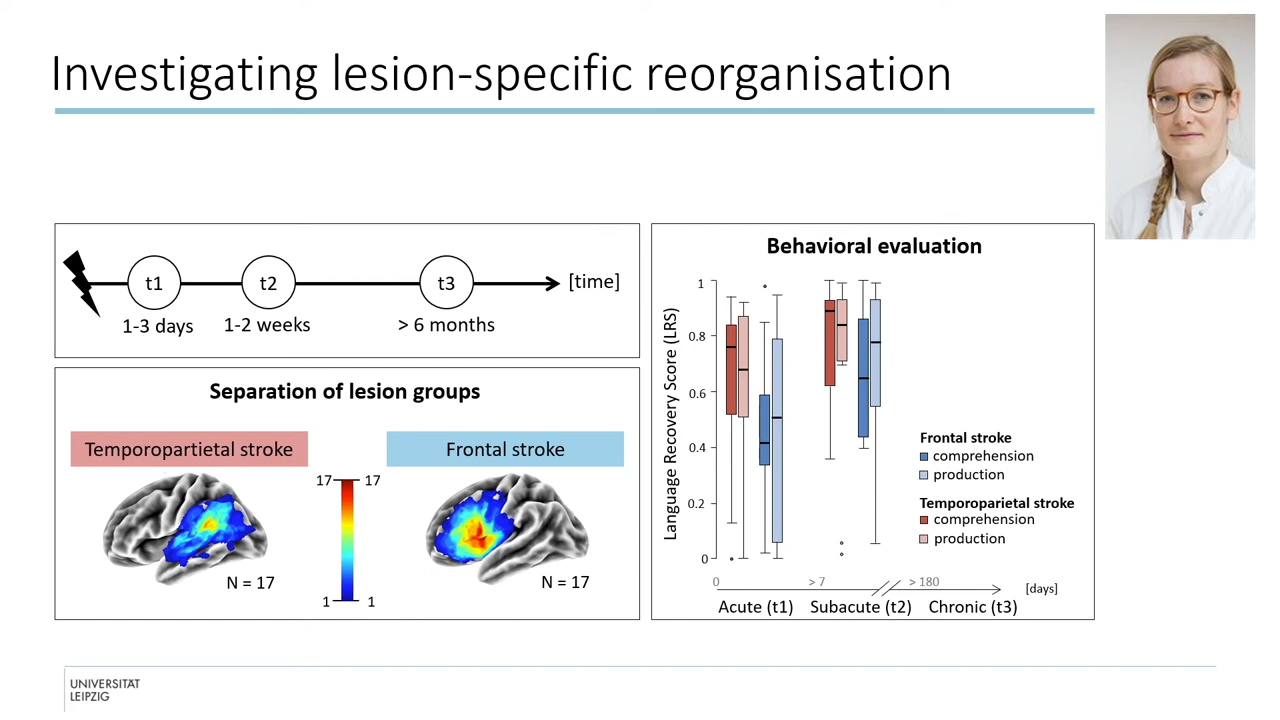 Investigating lesion-specific reorganisation
t1
t2
t3
[time]
1-3 days
1-2 weeks
> 6 months
Separation of lesion groups
Temporopartietal stroke
Frontal stroke
17
17
1
1
N = 17
N = 17
Behavioral evaluation
Language Recovery Score (LRS)
1
0.8
0.6
0.4
0.2
0
Frontal stroke
comprehension
production
Temporoparietal stroke
comprehension
production
0
> 7
> 180
[days]
Acute (t1)
Subacute (t2)
Chronic (t3)
UNIVERSITÄT
LEIPZIG